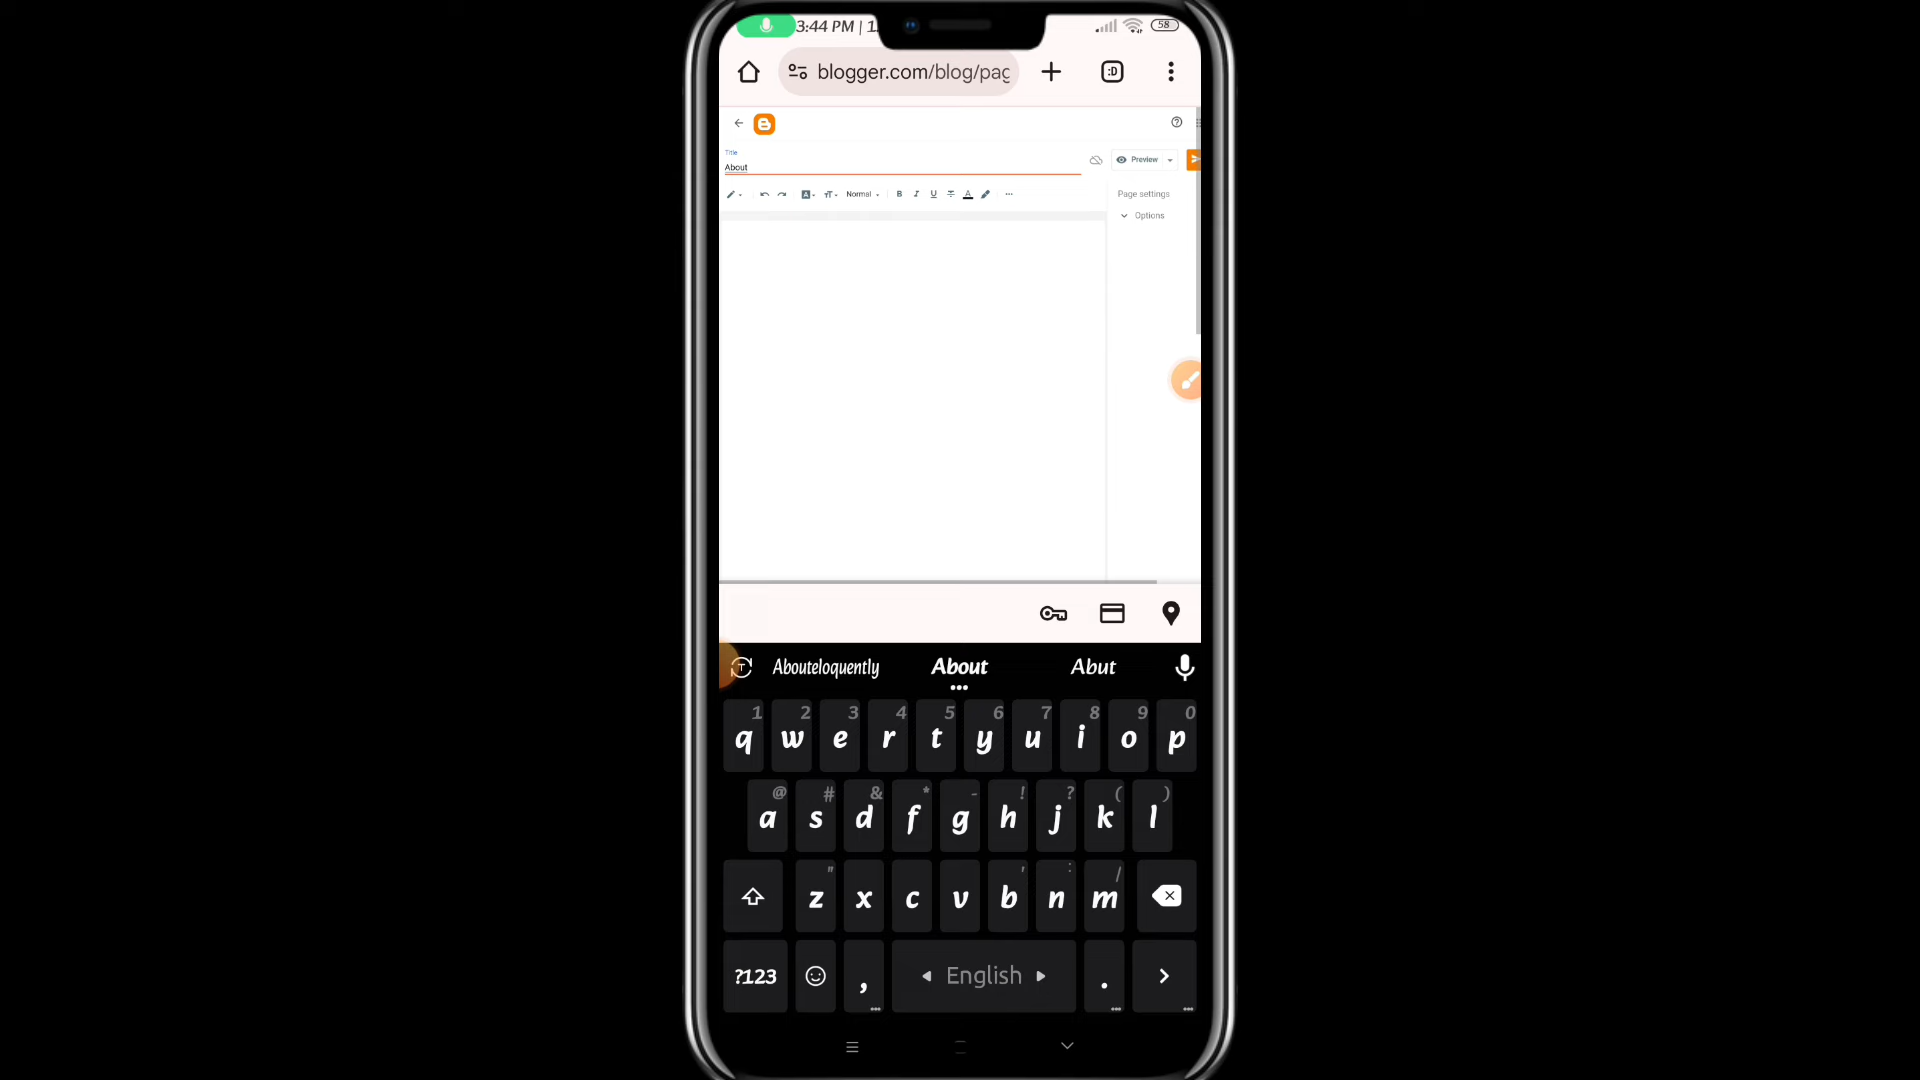 3:44 PM | 1
58
blogger.com/blog/pag
:D
Title
About
Preview
Normal
B I U A
Page settings
Options
Abouteloquently About Abut
1 2 3 4 5 6 7 8 9 0
q w e r t y u i o p
@ # & * - ! ? ( )
a s d f g h j k l
" ' : /
z x c v b n m
?123 , English .